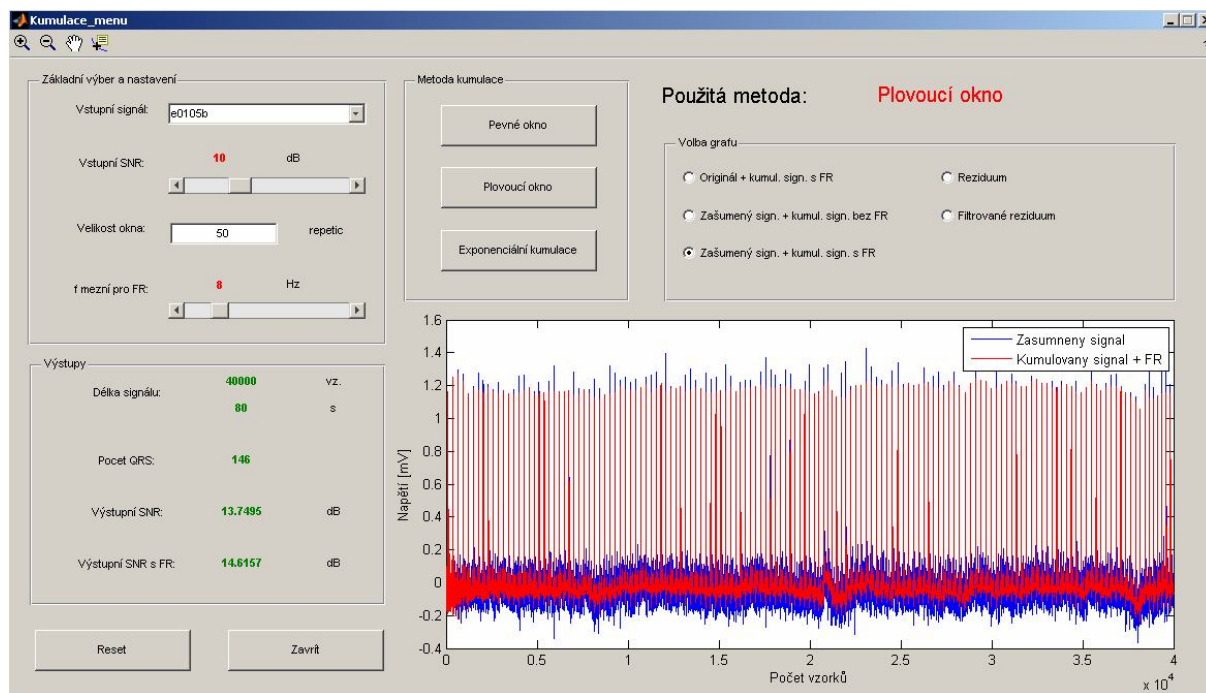 Kumulace_menu
Základní výber a nastavení
Vstupní signál:
e0105b
Vstupní SNR:
10
dB
Velikost okna:
50
repetic
f mezní pro FR:
8
Hz
Výstupy
Délka signálu:
40000
vz.
80
s
Pocet QRS:
146
Výstupní SNR:
13.7495
dB
Výstupní SNR s FR:
14.6157
dB
Reset
Zavrít
Metoda kumulace
Pevné okno
Plovoucí okno
Exponenciální kumulace
Použitá metoda:
Plovoucí okno
Volba grafu
Originál + kumul. sign. s FR
Reziduum
Zašumený sign. + kumul. sign. bez FR
Filtrované reziduum
Zašumený sign. + kumul. sign. s FR
Zasumneny signal
Kumulovany signal + FR
Napětí [mV]
1.6
1.4
1.2
1
0.8
0.6
0.4
0.2
0
-0.2
-0.4
0
0.5
1
1.5
2
2.5
3
3.5
4
Počet vzorků
x 10^4